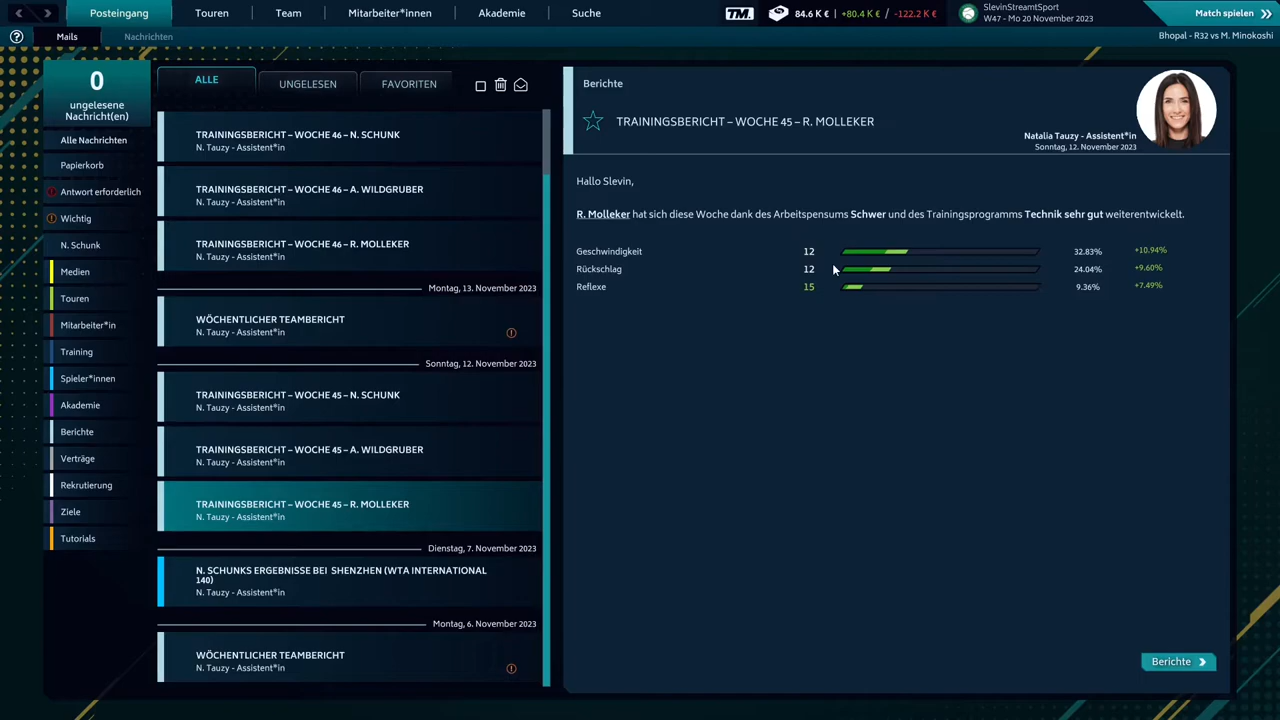 Posteingang
Touren
Team
Mitarbeiter*innen
Akademie
Suche
TM.
84.6 K € / +80.4 K € / -122.2 K €
SlevinStreamtSport
W47 - Mo 20 November 2023
Match spielen
Mails
Nachrichten
Bhopal - R32 vs M. Minokoshi
0
ungelesene
Nachricht(en)
Alle Nachrichten
Papierkorb
Antwort erforderlich
Wichtig
N. Schunk
Medien
Touren
Mitarbeiter*in
Training
Spieler*innen
Akademie
Berichte
Verträge
Rekrutierung
Ziele
Tutorials
ALLE
UNGELESEN
FAVORITEN
TRAININGSBERICHT – WOCHE 46 – N. SCHUNK
N. Tauzy - Assistent*in
TRAININGSBERICHT – WOCHE 46 – A. WILDGRUBER
N. Tauzy - Assistent*in
TRAININGSBERICHT – WOCHE 46 – R. MOLLEKER
N. Tauzy - Assistent*in
Montag, 13. November 2023
WÖCHENTLICHER TEAMBERICHT
N. Tauzy - Assistent*in
Sonntag, 12. November 2023
TRAININGSBERICHT – WOCHE 45 – N. SCHUNK
N. Tauzy - Assistent*in
TRAININGSBERICHT – WOCHE 45 – A. WILDGRUBER
N. Tauzy - Assistent*in
TRAININGSBERICHT – WOCHE 45 – R. MOLLEKER
N. Tauzy - Assistent*in
Dienstag, 7. November 2023
N. SCHUNKS ERGEBNISSE BEI SHENZHEN (WTA INTERNATIONAL
140)
N. Tauzy - Assistent*in
Montag, 6. November 2023
WÖCHENTLICHER TEAMBERICHT
N. Tauzy - Assistent*in
Berichte
TRAININGSBERICHT – WOCHE 45 – R. MOLLEKER
Natalia Tauzy - Assistent*in
Sonntag, 12. November 2023
Hallo Slevin,
R. Molleker hat sich diese Woche dank des Arbeitspensums Schwer und des Trainingsprogramms Technik sehr gut weiterentwickelt.
Geschwindigkeit 12 32.83% +10.94%
Rückschlag 12 24.04% +9.60%
Reflexe 15 9.36% +7.49%
Berichte